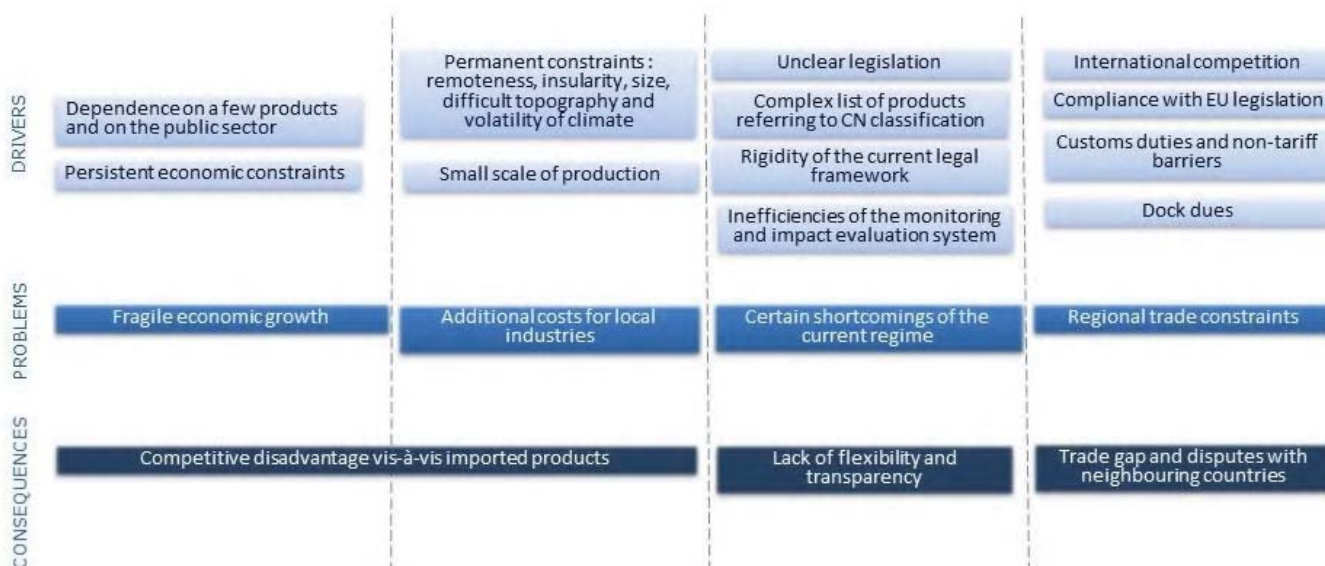 DRIVERS
Dependence on a few products
and on the public sector
Persistent economic constraints
Permanent constraints :
remoteness, insularity, size,
difficult topography and
volatility of climate
Small scale of production
Unclear legislation
Complex list of products
referring to CN classification
Rigidity of the current legal
framework
Inefficiencies of the monitoring
and impact evaluation system
International competition
Compliance with EU legislation
Customs duties and non-tariff
barriers
Dock dues
PROBLEMS
Fragile economic growth
Additional costs for local
industries
Certain shortcomings of the
current regime
Regional trade constraints
CONSEQUENCES
Competitive disadvantage vis-à-vis imported products
Lack of flexibility and
transparency
Trade gap and disputes with
neighbouring countries